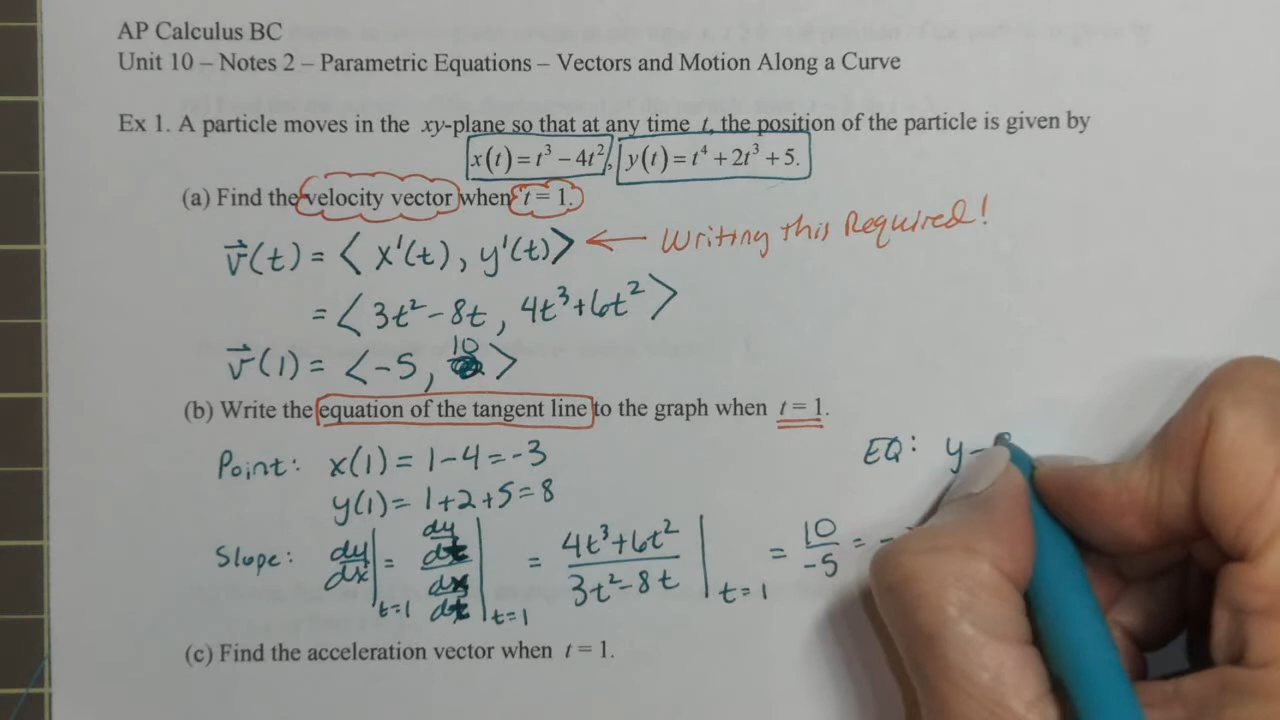 AP Calculus BC
Unit 10 – Notes 2 – Parametric Equations – Vectors and Motion Along a Curve
Ex 1. A particle moves in the xy-plane so that at any time t, the position of the particle is given by
x(t) = t³ − 4t², y(t) = t⁴ + 2t³ + 5.
(a) Find the velocity vector when t = 1.
v⃗(t) = ⟨ x'(t), y'(t) ⟩ ← Writing this Required!
= ⟨ 3t² − 8t, 4t³ + 6t² ⟩
v⃗(1) = ⟨ −5, 10 ⟩
(b) Write the equation of the tangent line to the graph when t = 1.
Point: x(1) = 1 − 4 = −3
EQ: y −
y(1) = 1 + 2 + 5 = 8
Slope: dy/dx |t=1 = (dy/dt)/(dx/dt) |t=1 = (4t³ + 6t²)/(3t² − 8t) |t=1 = 10/−5 = −
(c) Find the acceleration vector when t = 1.